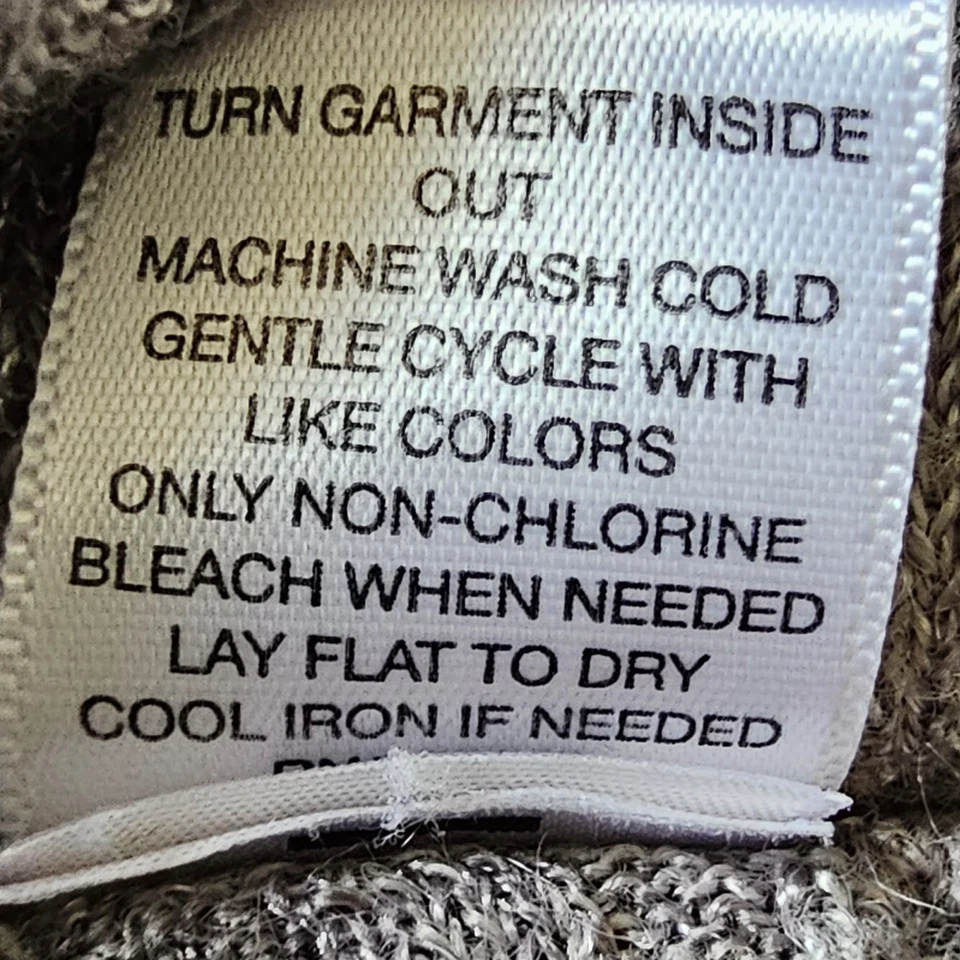 TURN GARMENT INSIDE
OUT
MACHINE WASH COLD
GENTLE CYCLE WITH
LIKE COLORS
ONLY NON-CHLORINE
BLEACH WHEN NEEDED
LAY FLAT TO DRY
COOL IRON IF NEEDED